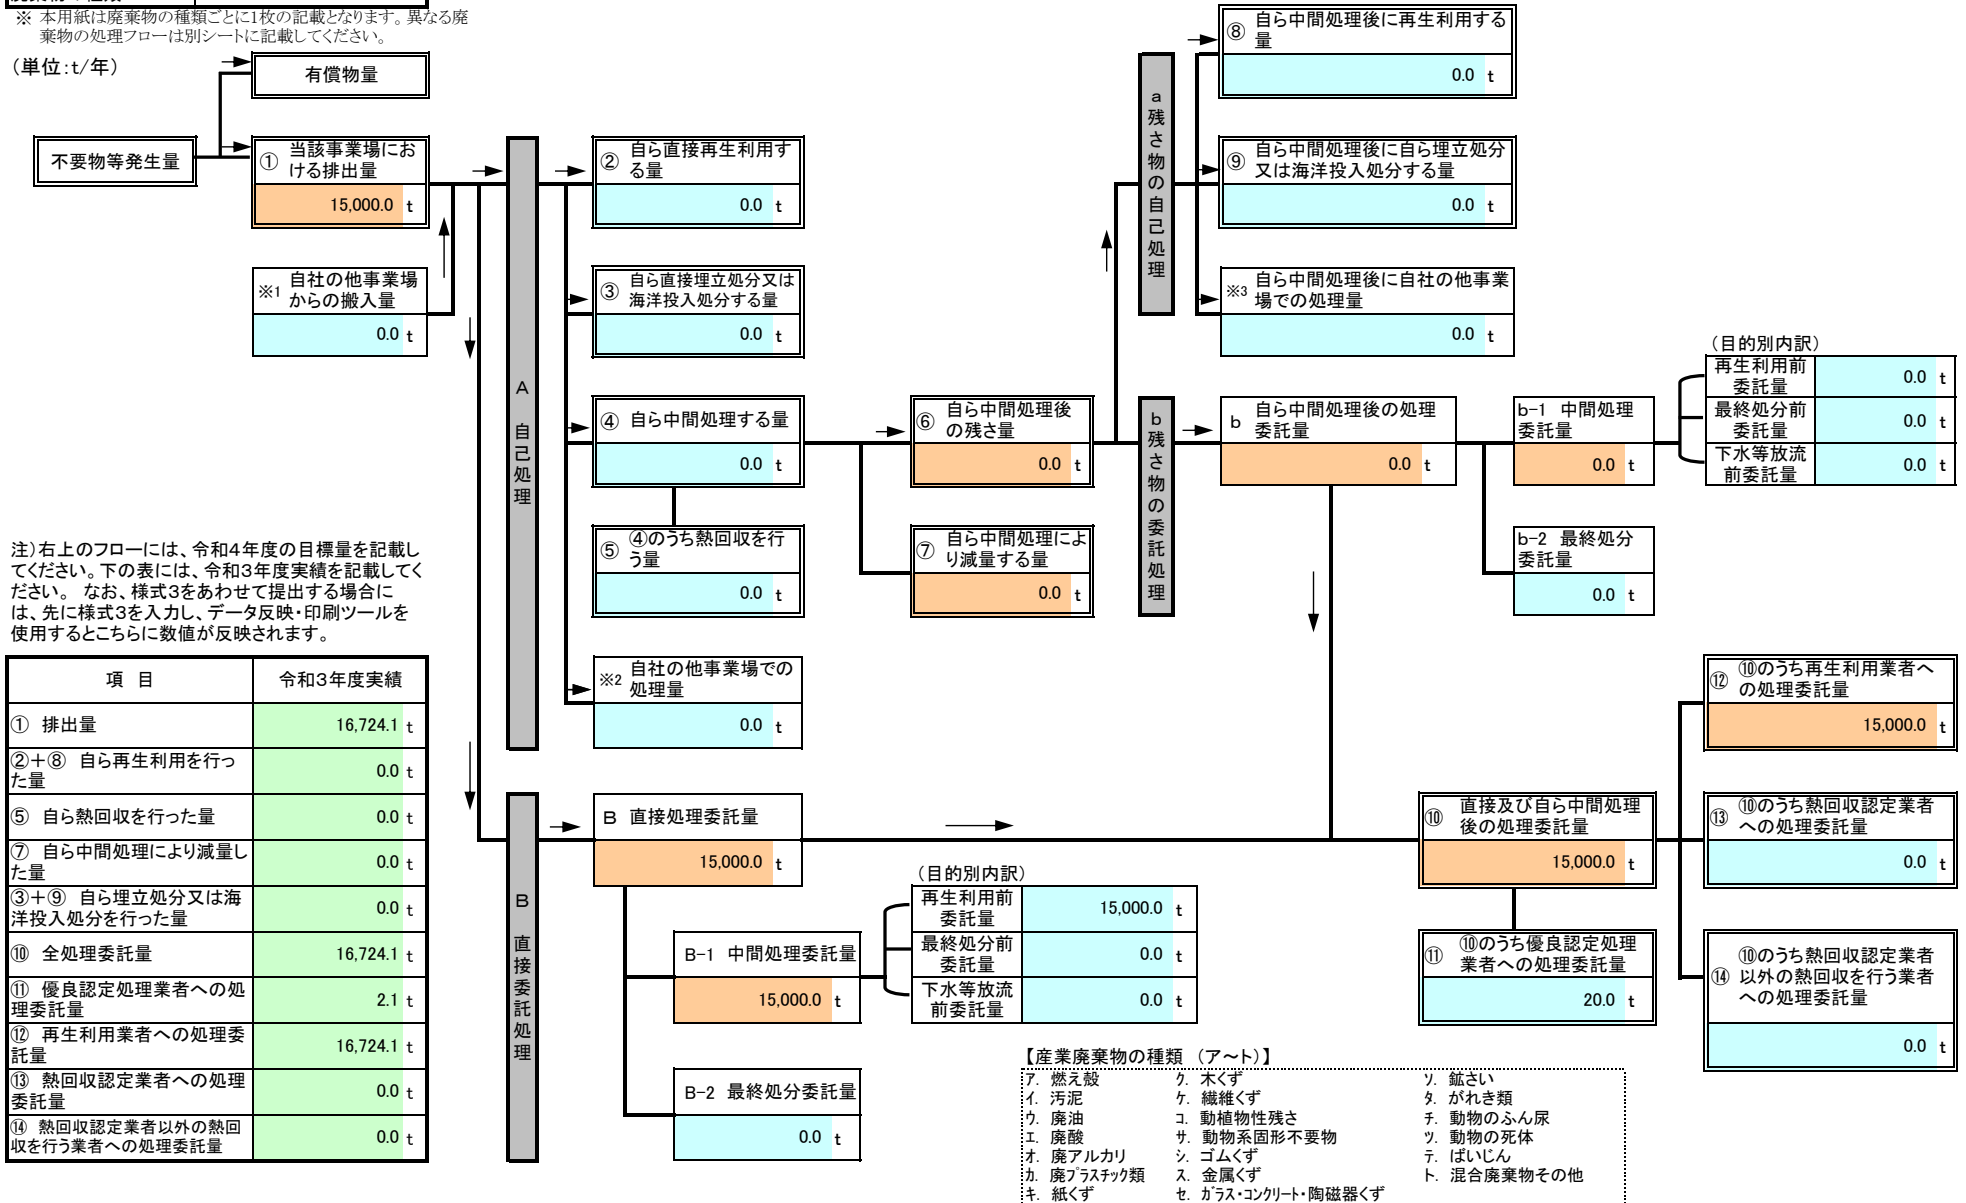 ※ 本用紙は廃棄物の種類ごとに1枚の記載となります。異なる廃
棄物の処理フローは別シートに記載してください。
（単位:t/年）
有償物量
不要物等発生量
① 当該事業場にお
ける排出量
15,000.0 t
※1 自社の他事業場
からの搬入量
0.0 t
A 自己処理
② 自ら直接再生利用す
る量
0.0 t
③ 自ら直接埋立処分又は
海洋投入処分する量
0.0 t
④ 自ら中間処理する量
0.0 t
⑤ ④のうち熱回収を行
う量
0.0 t
※2 自社の他事業場での
処理量
0.0 t
⑥ 自ら中間処理後
の残さ量
0.0 t
⑦ 自ら中間処理によ
り減量する量
0.0 t
a 残さ物の自己処理
⑧ 自ら中間処理後に再生利用する
量
0.0 t
⑨ 自ら中間処理後に自ら埋立処分
又は海洋投入処分する量
0.0 t
※3 自ら中間処理後に自社の他事業
場での処理量
0.0 t
b 残さ物の委託処理
b 自ら中間処理後の処理
委託量
0.0 t
b-1 中間処理
委託量
0.0 t
b-2 最終処分
委託量
0.0 t
（目的別内訳）
再生利用前
委託量
0.0 t
最終処分前
委託量
0.0 t
下水等放流
前委託量
0.0 t
注）右上のフローには、令和4年度の目標量を記載し
てください。下の表には、令和3年度実績を記載してく
ださい。 なお、様式3をあわせて提出する場合に
は、先に様式3を入力し、データ反映・印刷ツールを
使用するとこちらに数値が反映されます。
項 目 令和3年度実績
① 排出量 16,724.1 t
②＋⑧ 自ら再生利用を行っ
た量
0.0 t
⑤ 自ら熱回収を行った量 0.0 t
⑦ 自ら中間処理により減量し
た量
0.0 t
③＋⑨ 自ら埋立処分又は海
洋投入処分を行った量
0.0 t
⑩ 全処理委託量 16,724.1 t
⑪ 優良認定処理業者への処
理委託量
2.1 t
⑫ 再生利用業者への処理委
託量
16,724.1 t
⑬ 熱回収認定業者への処理
委託量
0.0 t
⑭ 熱回収認定業者以外の熱回
収を行う業者への処理委託量
0.0 t
B 直接委託処理
B 直接処理委託量
15,000.0 t
B-1 中間処理委託量
15,000.0 t
B-2 最終処分委託量
0.0 t
（目的別内訳）
再生利用前
委託量
15,000.0 t
最終処分前
委託量
0.0 t
下水等放流
前委託量
0.0 t
⑩ 直接及び自ら中間処理
後の処理委託量
15,000.0 t
⑪ ⑩のうち優良認定処理
業者への処理委託量
20.0 t
⑫ ⑩のうち再生利用業者へ
の処理委託量
15,000.0 t
⑬ ⑩のうち熱回収認定業者
への処理委託量
0.0 t
⑭ ⑩のうち熱回収認定業者
以外の熱回収を行う業者
への処理委託量
0.0 t
【産業廃棄物の種類 （ア～ト）】
ア. 燃え殻 ク. 木くず ソ. 鉱さい
イ. 汚泥 ケ. 繊維くず タ. がれき類
ウ. 廃油 コ. 動植物性残さ チ. 動物のふん尿
エ. 廃酸 サ. 動物系固形不要物 ツ. 動物の死体
オ. 廃アルカリ シ. ゴムくず テ. ばいじん
カ. 廃プラスチック類 ス. 金属くず ト. 混合廃棄物その他
キ. 紙くず セ. ガラス・コンクリート・陶磁器くず